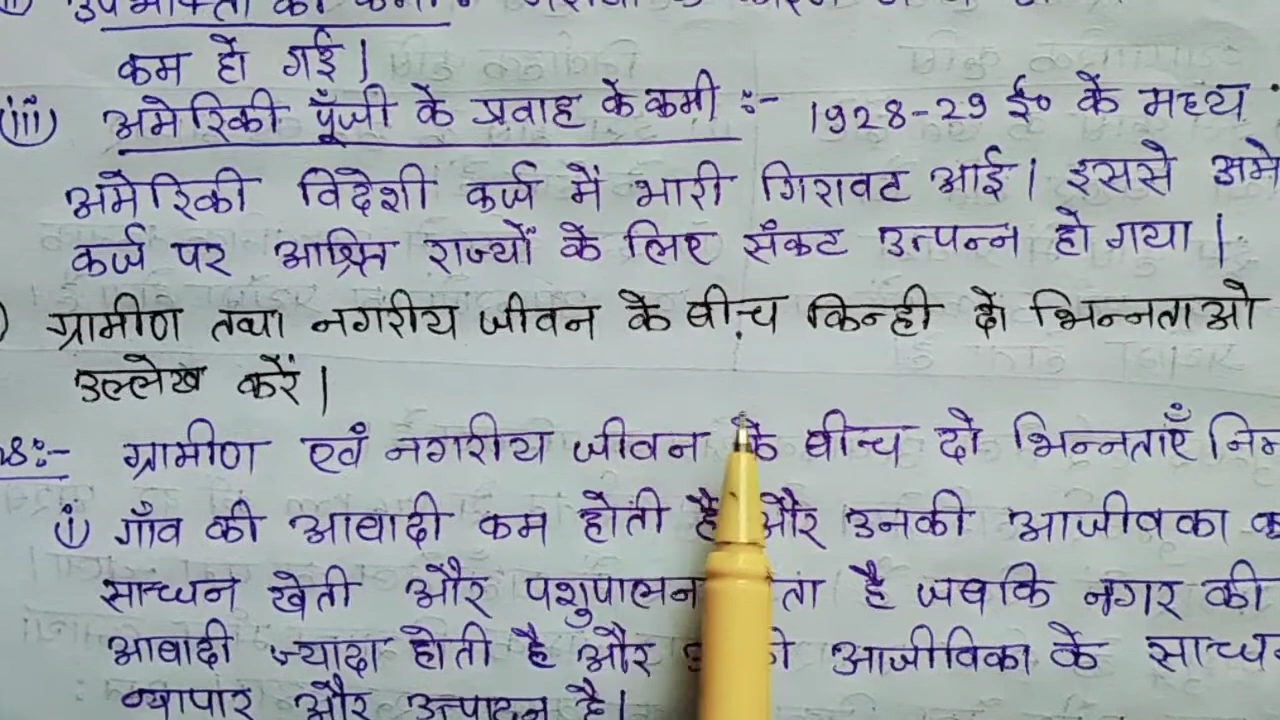 कम हो गई।
(iii) अमेरिकी पूँजी के प्रवाह के कमी :- 1928-29 ई० के मध्य
अमेरिकी विदेशी कर्ज में भारी गिरावट आई। इससे अमे
कर्ज पर आश्रित राज्यों के लिए संकट उत्पन्न हो गया।
ग्रामीण तथा नगरीय जीवन के बीच किन्ही दो भिन्नताओ
उल्लेख करें।
ग्रामीण एवं नगरीय जीवन के बीच दो भिन्नताएँ निम
(i) गाँव की आबादी कम होती है और उनकी आजीवका
साधन खेती और पशुपालन ता है जबकि नगर की
आबादी ज्यादा होती है और आजीविका के साध
व्यापार और उत्पादन है।